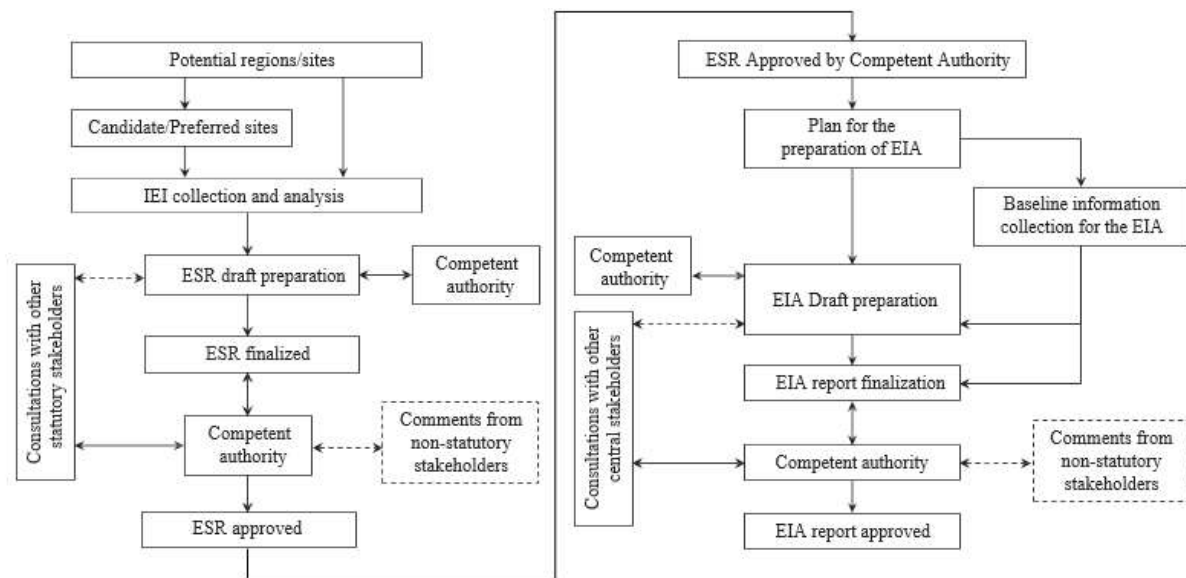 Potential regions/sites
Candidate/Preferred sites
IEI collection and analysis
ESR draft preparation
Competent
authority
Consultations with other
statutory stakeholders
ESR finalized
Competent
authority
Comments from
non-statutory
stakeholders
ESR approved
ESR Approved by Competent Authority
Plan for the
preparation of EIA
Baseline information
collection for the EIA
Competent
authority
EIA Draft preparation
Consultations with other
central stakeholders
EIA report finalization
Competent authority
Comments from
non-statutory
stakeholders
EIA report approved